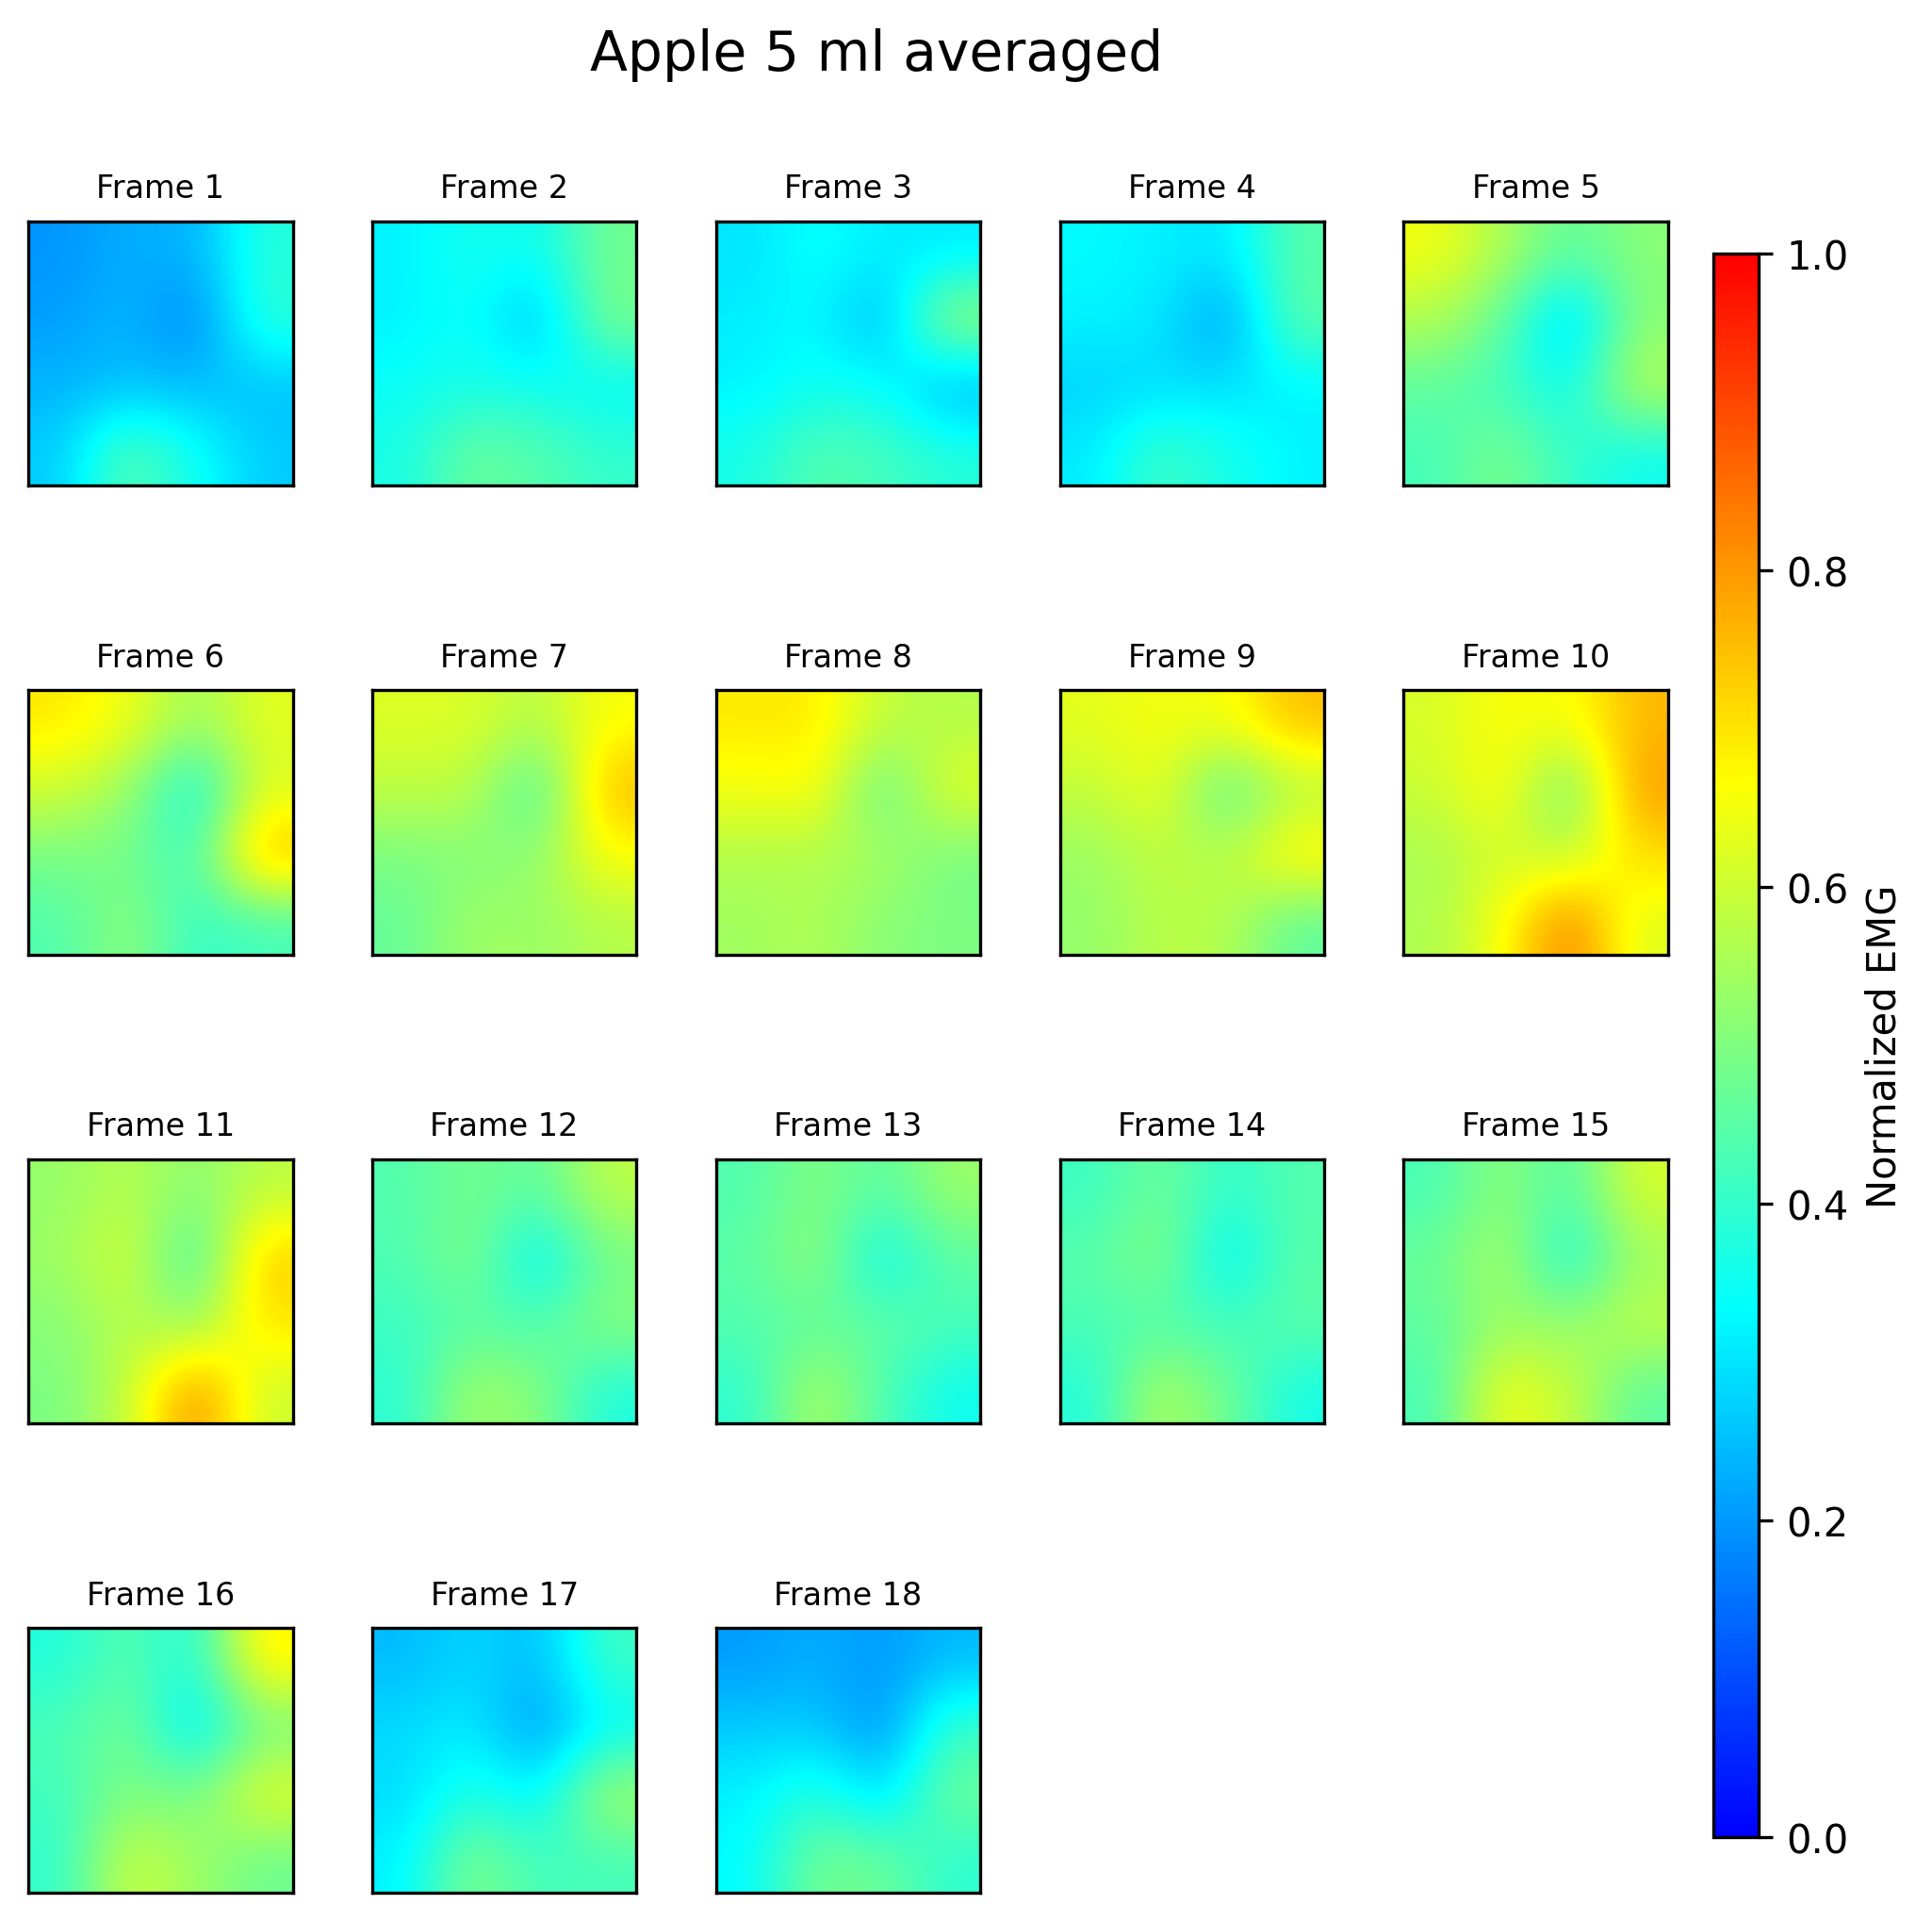 Apple 5 ml averaged
Frame 1
Frame 2
Frame 3
Frame 4
Frame 5
Frame 6
Frame 7
Frame 8
Frame 9
Frame 10
Frame 11
Frame 12
Frame 13
Frame 14
Frame 15
Frame 16
Frame 17
Frame 18
1.0
0.8
0.6
0.4
0.2
0.0
Normalized EMG